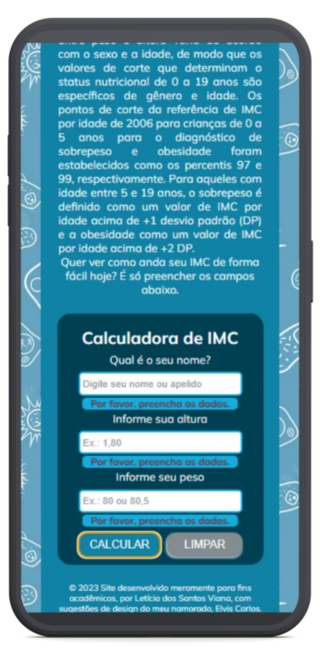 entre peso e altura varia de acordo
com o sexo e a idade, de modo que os
valores de corte que determinam o
status nutricional de 0 a 19 anos são
específicos de gênero e idade. Os
pontos de corte da referência de IMC
por idade de 2006 para crianças de 0 a
5 anos para o diagnóstico de
sobrepeso e obesidade foram
estabelecidos como os percentis 97 e
99, respectivamente. Para aqueles com
idade entre 5 e 19 anos, o sobrepeso é
definido como um valor de IMC por
idade acima de +1 desvio padrão (DP)
e a obesidade como um valor de IMC
por idade acima de +2 DP.
Quer ver como anda seu IMC de forma
fácil hoje? É só preencher os campos
abaixo.
Calculadora de IMC
Qual é o seu nome?
Digite seu nome ou apelido
Por favor, preencha os dados.
Informe sua altura
Ex.: 1,80
Por favor, preencha os dados.
Informe seu peso
Ex.: 80 ou 80,5
Por favor, preencha os dados.
CALCULAR LIMPAR
© 2023 Site desenvolvido meramente para fins
acadêmicos, por Letícia dos Santos Viana, com
sugestões de design do meu namorado, Elvis Carlos.